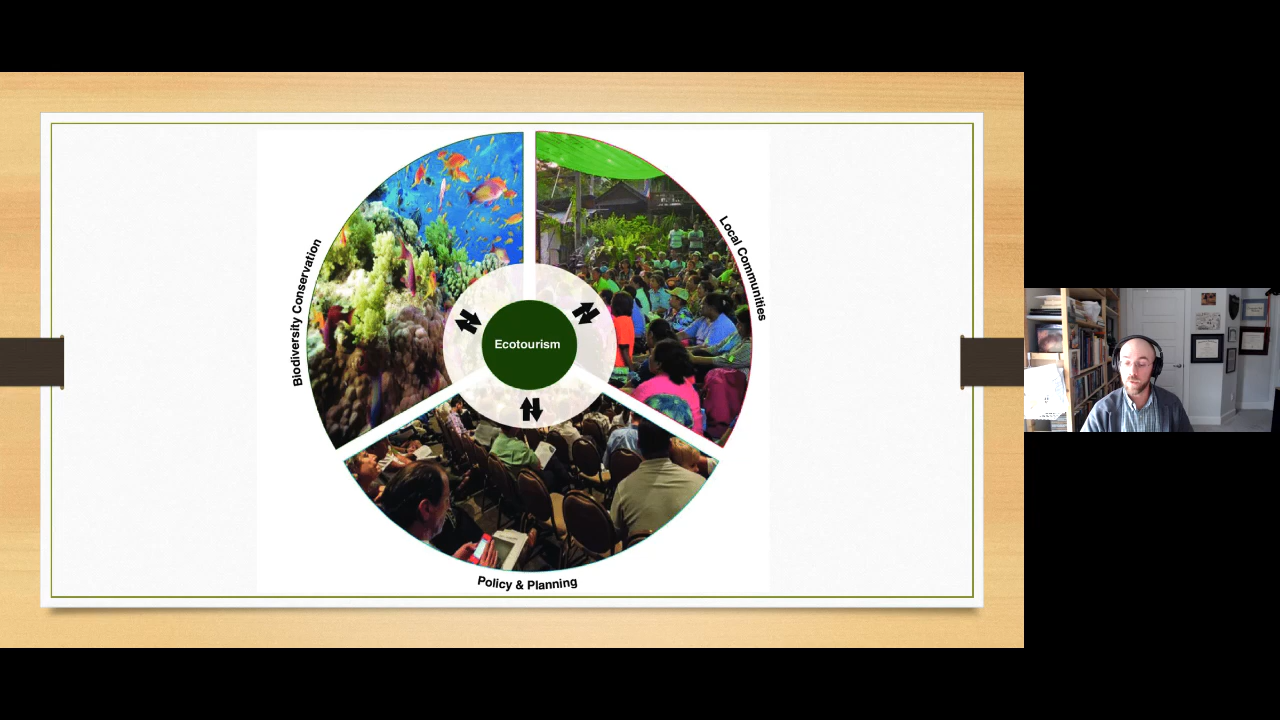 Biodiversity Conservation
Local Communities
Ecotourism
Policy & Planning